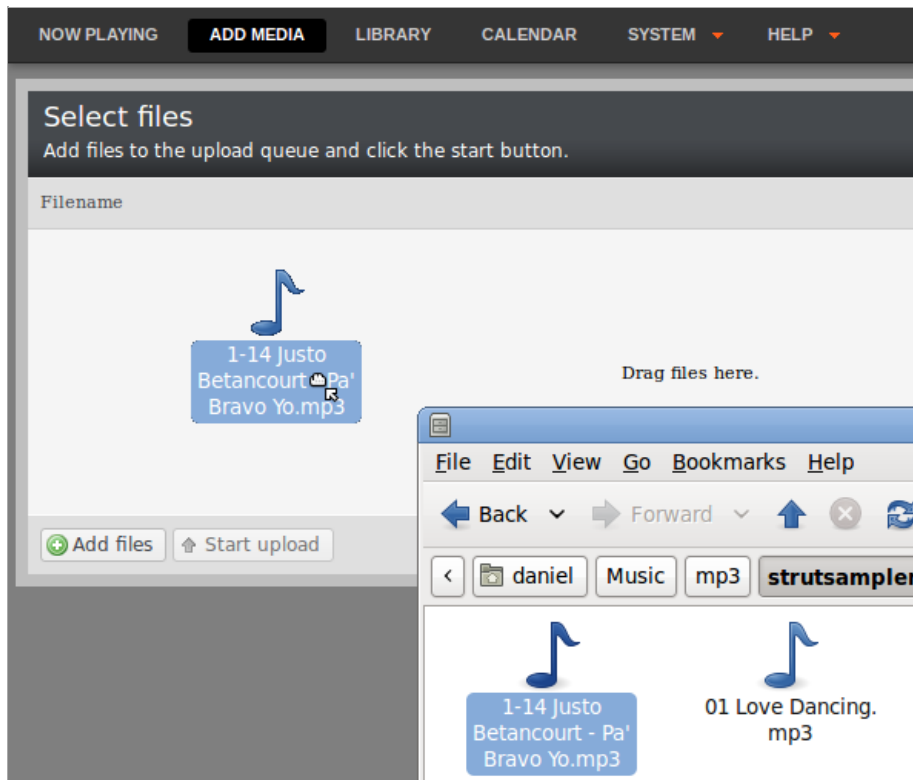 NOW PLAYING ADD MEDIA LIBRARY CALENDAR SYSTEM HELP
Select files
Add files to the upload queue and click the start button.
Filename
1-14 Justo
Betancourt Pa'
Bravo Yo.mp3
Drag files here.
Add files Start upload
File Edit View Go Bookmarks Help
Back Forward
< daniel Music mp3 strutsampler
1-14 Justo
Betancourt - Pa'
Bravo Yo.mp3
01 Love Dancing.
mp3